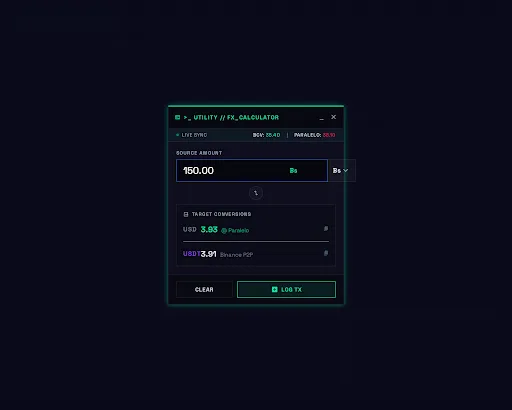 >_ UTILITY // FX_CALCULATOR
LIVE SYNC BCV: 36.40 | PARALELO: 38.10
SOURCE AMOUNT
150.00 Bs Bs
TARGET CONVERSIONS
USD 3.93 @ Paralelo
USDT 3.91 Binance P2P
CLEAR LOG TX